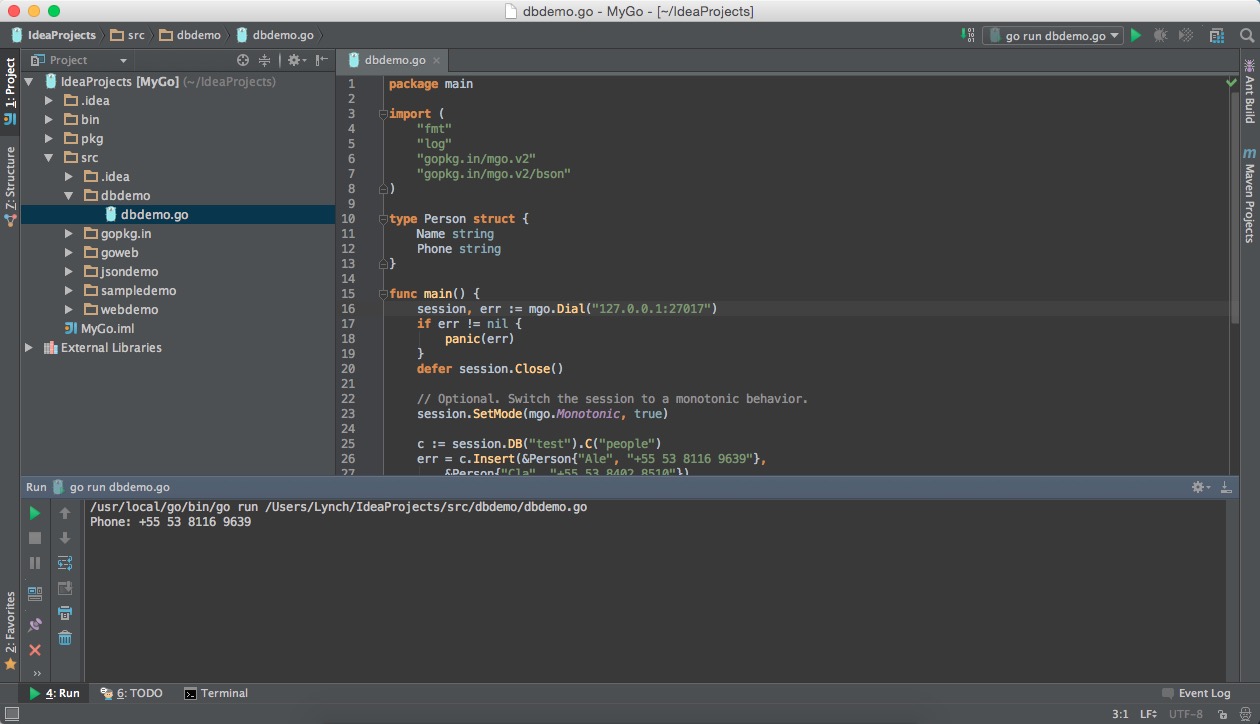 dbdemo.go - MyGo - [~/IdeaProjects]
IdeaProjects src dbdemo dbdemo.go
go run dbdemo.go
Project
dbdemo.go
1: Project
Z: Structure
2: Favorites
IdeaProjects [MyGo] (~/IdeaProjects)
.idea
bin
pkg
src
.idea
dbdemo
dbdemo.go
gopkg.in
goweb
jsondemo
sampledemo
webdemo
MyGo.iml
External Libraries
1 package main
2
3 import (
4 "fmt"
5 "log"
6 "gopkg.in/mgo.v2"
7 "gopkg.in/mgo.v2/bson"
8 )
9
10 type Person struct {
11 Name string
12 Phone string
13 }
14
15 func main() {
16 session, err := mgo.Dial("127.0.0.1:27017")
17 if err != nil {
18 panic(err)
19 }
20 defer session.Close()
21
22 // Optional. Switch the session to a monotonic behavior.
23 session.SetMode(mgo.Monotonic, true)
24
25 c := session.DB("test").C("people")
26 err = c.Insert(&Person{"Ale", "+55 53 8116 9639"},
27 &Person{"Cla", "+55 53 8402 8510"})
Ant Build
m Maven Projects
Run go run dbdemo.go
/usr/local/go/bin/go run /Users/Lynch/IdeaProjects/src/dbdemo/dbdemo.go
Phone: +55 53 8116 9639
4: Run 6: TODO Terminal Event Log
3:1 LF UTF-8